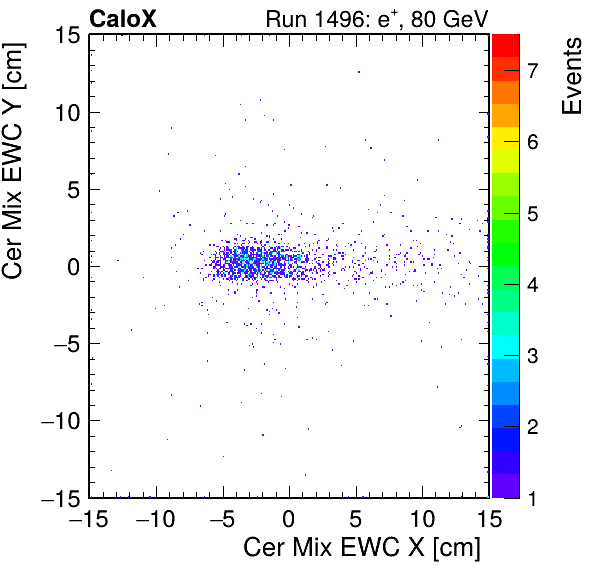 CaloX Run 1496: e+, 80 GeV
Cer Mix EWC Y [cm]
15
10
5
0
−5
−10
−15
−15 −10 −5 0 5 10 15
Cer Mix EWC X [cm]
Events
7
6
5
4
3
2
1